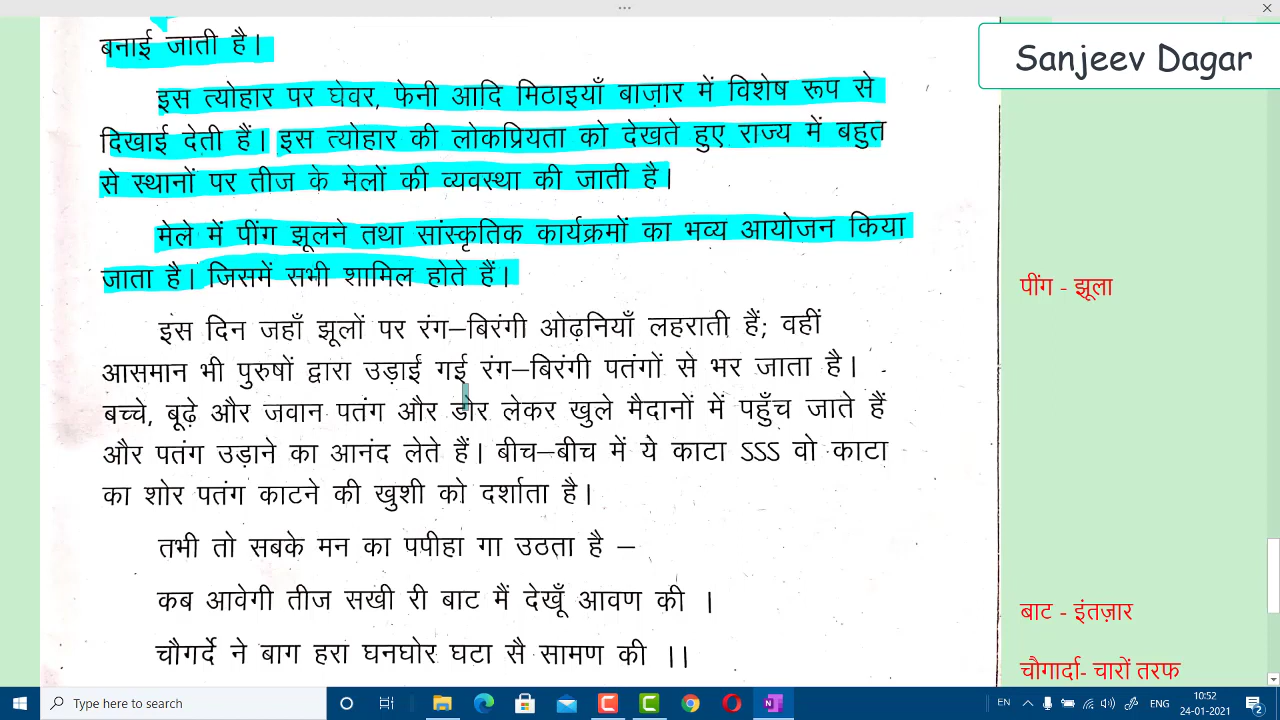 Sanjeev Dagar
बनाई जाती है।
इस त्योहार पर घेवर, फेनी आदि मिठाइयाँ बाज़ार में विशेष रूप से
दिखाई देती हैं। इस त्योहार की लोकप्रियता को देखते हुए राज्य में बहुत
से स्थानों पर तीज के मेलों की व्यवस्था की जाती है।
मेले में पींग झूलने तथा सांस्कृतिक कार्यक्रमों का भव्य आयोजन किया
जाता है। जिसमें सभी शामिल होते हैं।
पींग - झूला
इस दिन जहाँ झूलों पर रंग–बिरंगी ओढ़नियाँ लहराती हैं; वहीं
आसमान भी पुरुषों द्वारा उड़ाई गई रंग–बिरंगी पतंगों से भर जाता है।
बच्चे, बूढ़े और जवान पतंग और डोर लेकर खुले मैदानों में पहुँच जाते हैं
और पतंग उड़ाने का आनंद लेते हैं। बीच–बीच में ये काटा SSS वो काटा
का शोर पतंग काटने की खुशी को दर्शाता है।
तभी तो सबके मन का पपीहा गा उठता है –
कब आवेगी तीज सखी री बाट मैं देखूँ आवण की ।
बाट - इंतज़ार
चौगर्दे ने बाग हरा घनघोर घटा सै सामण की ।।
चौगार्दा- चारों तरफ
Type here to search
EN
ENG
10:52
24-01-2021
2